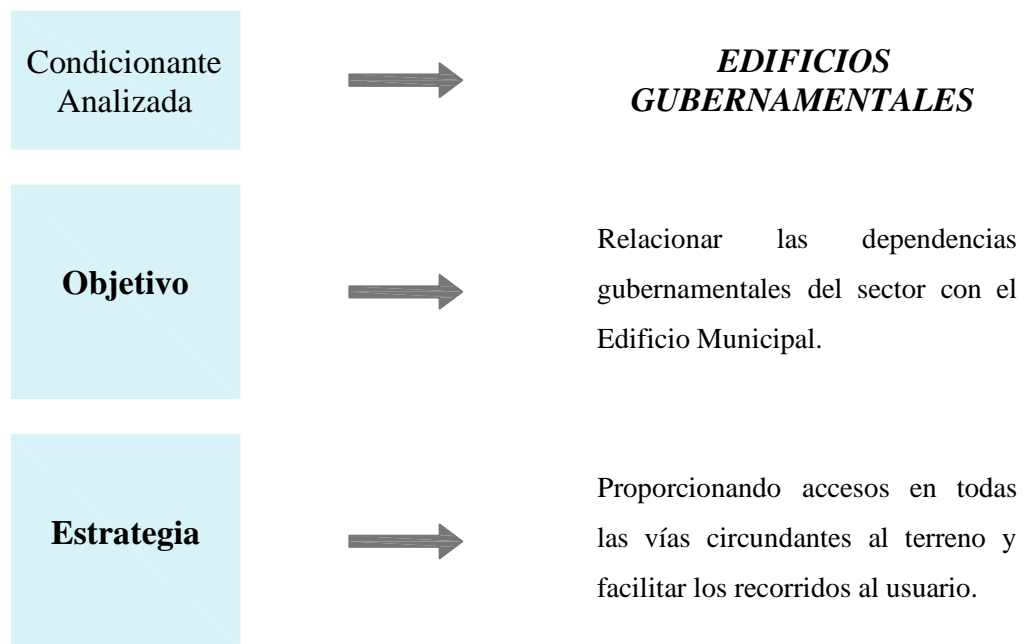 Condicionante
Analizada
EDIFICIOS
GUBERNAMENTALES
Objetivo
Relacionar las dependencias
gubernamentales del sector con el
Edificio Municipal.
Estrategia
Proporcionando accesos en todas
las vías circundantes al terreno y
facilitar los recorridos al usuario.